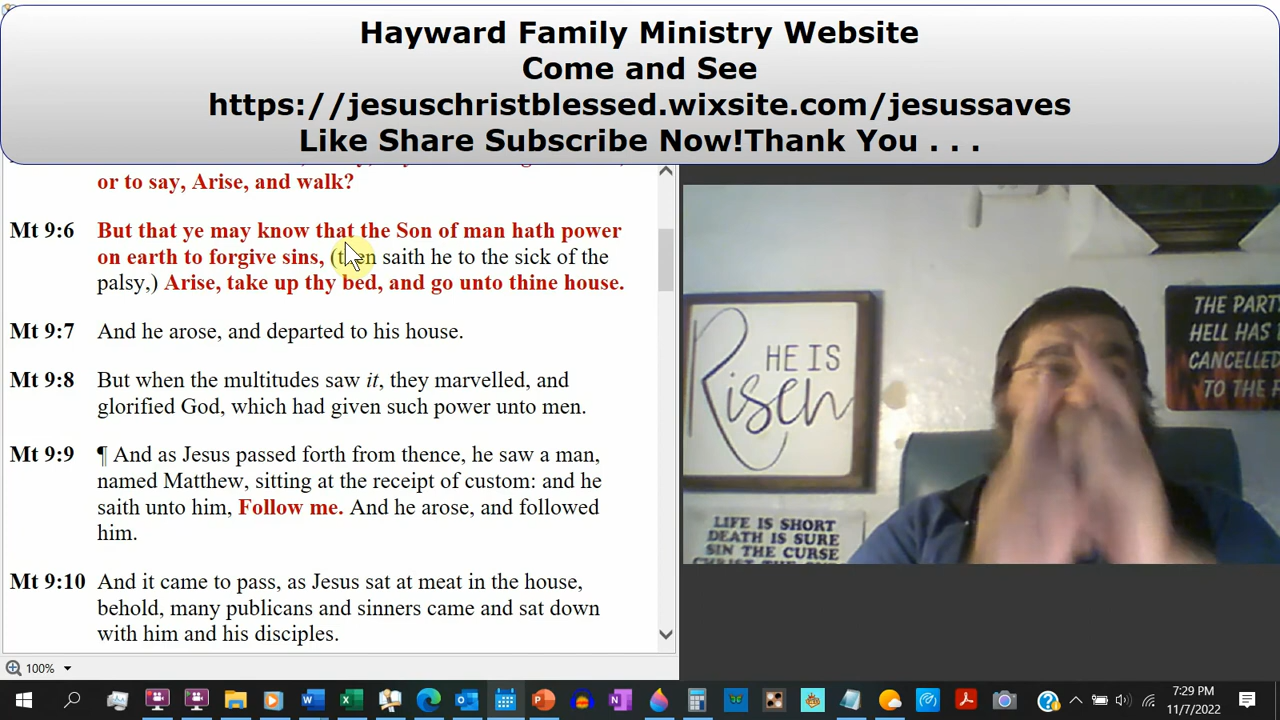 Hayward Family Ministry Website
Come and See
https://jesuschristblessed.wixsite.com/jesussaves
Like Share Subscribe Now!Thank You . . .
or to say, Arise, and walk?
Mt 9:6 But that ye may know that the Son of man hath power
on earth to forgive sins, (then saith he to the sick of the
palsy,) Arise, take up thy bed, and go unto thine house.
Mt 9:7 And he arose, and departed to his house.
Mt 9:8 But when the multitudes saw it, they marvelled, and
glorified God, which had given such power unto men.
Mt 9:9 ¶ And as Jesus passed forth from thence, he saw a man,
named Matthew, sitting at the receipt of custom: and he
saith unto him, Follow me. And he arose, and followed
him.
Mt 9:10 And it came to pass, as Jesus sat at meat in the house,
behold, many publicans and sinners came and sat down
with him and his disciples.
100%
HE IS
Risen
THE PART
HELL HAS
CANCELLED
TO THE F
LIFE IS SHORT
DEATH IS SURE
SIN THE CURSE
7:29 PM
11/7/2022